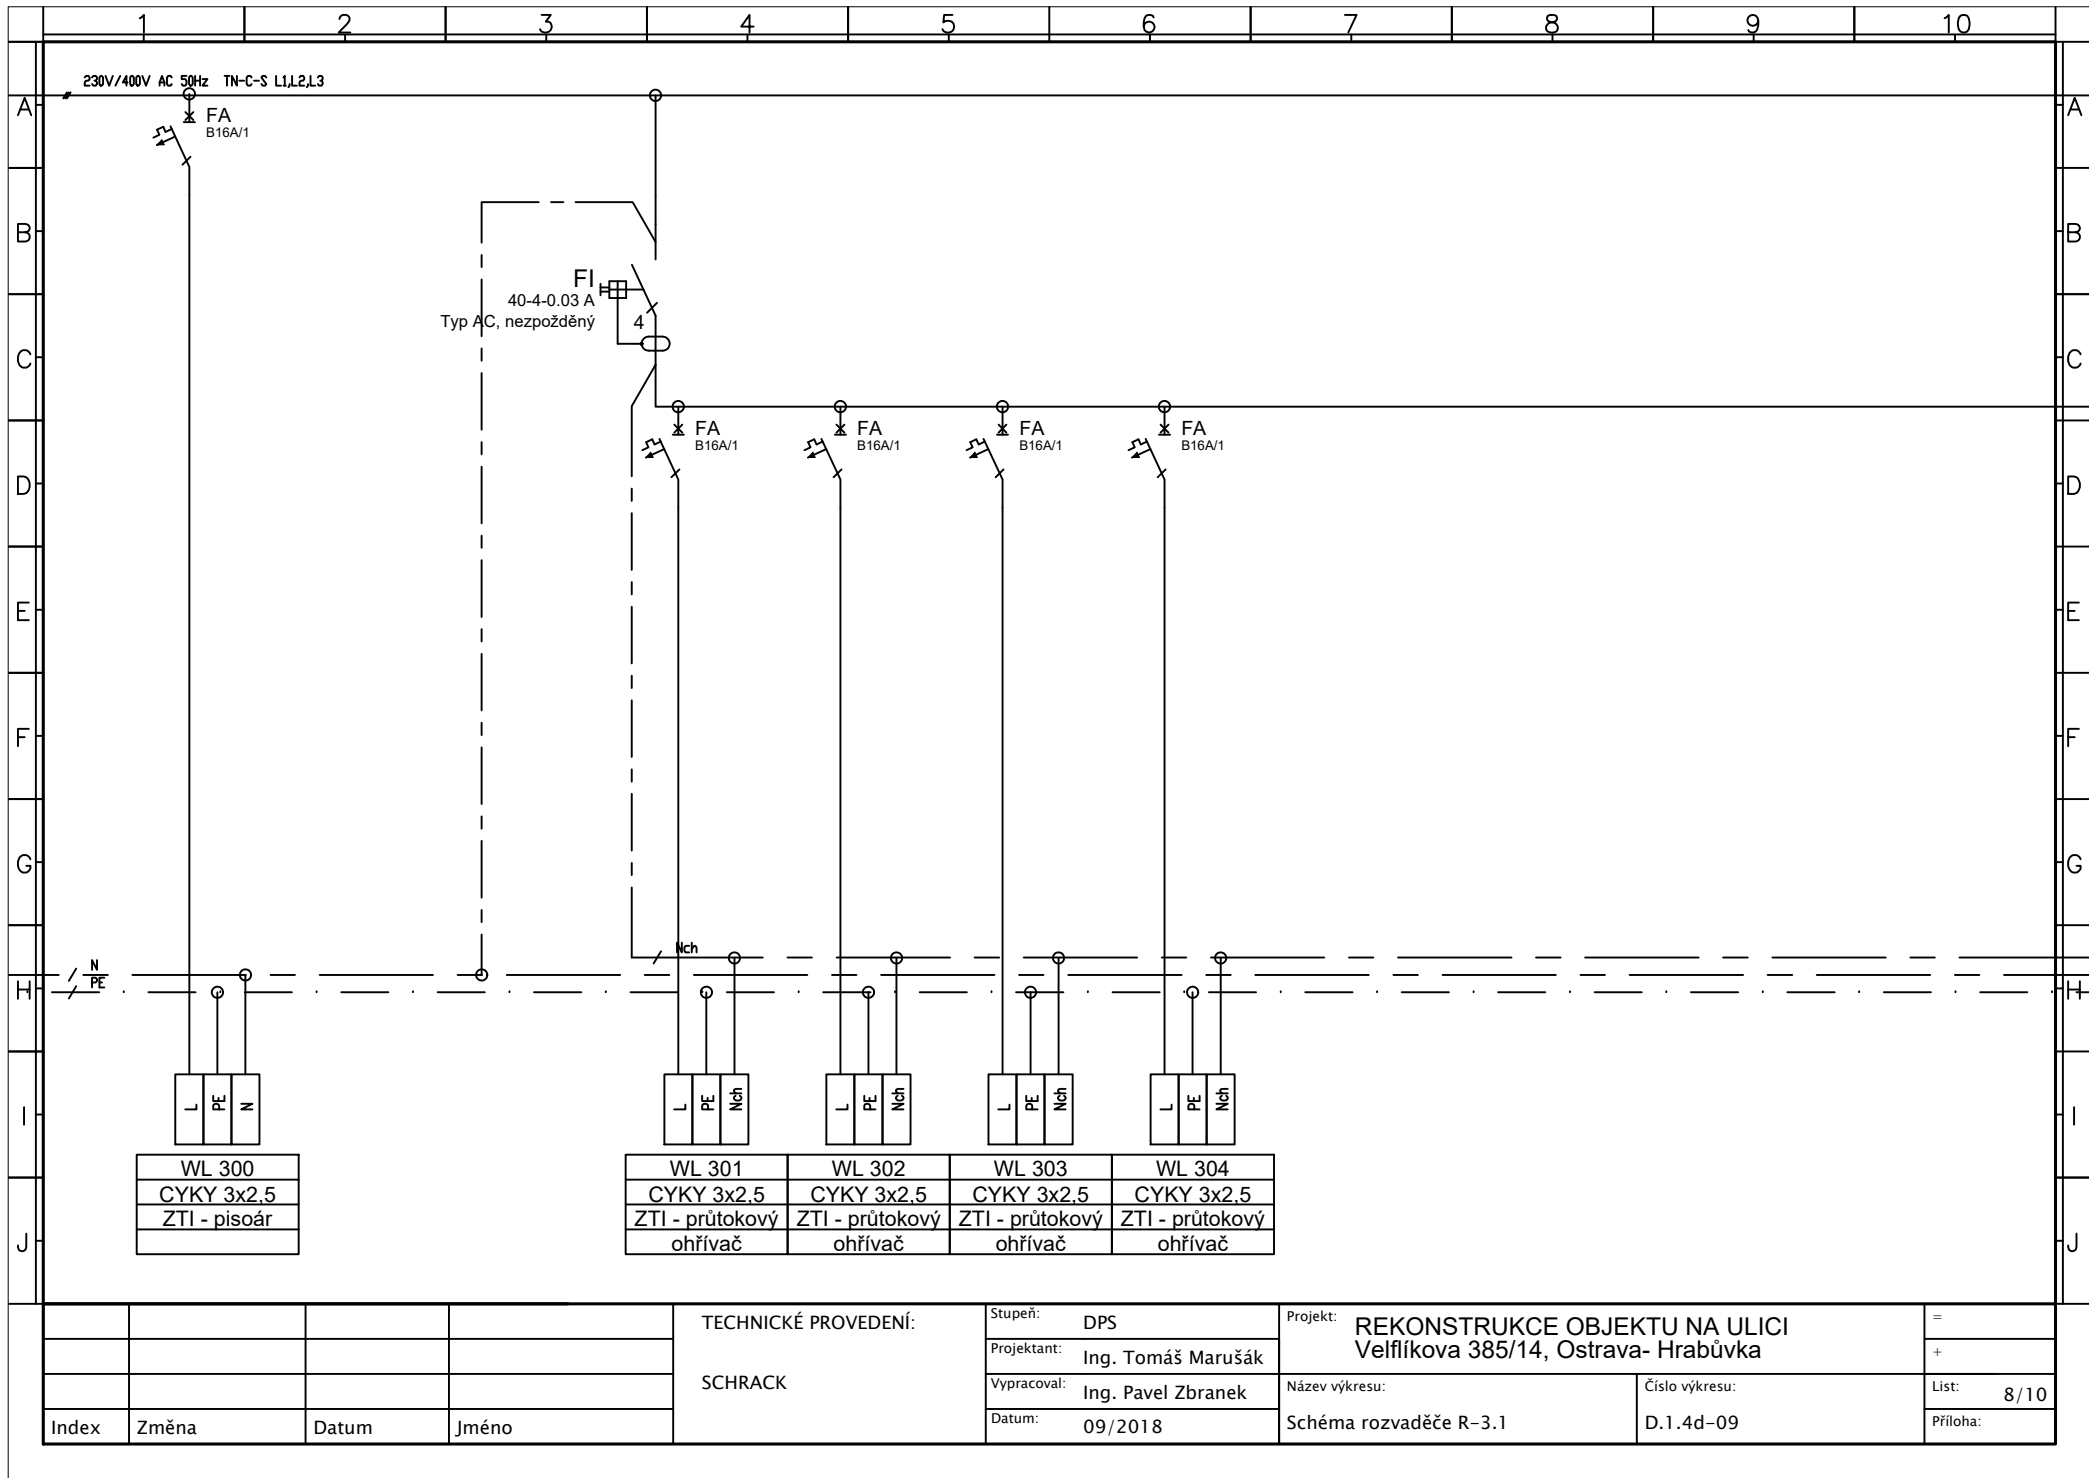 1 2 3 4 5 6 7 8 9 10
230V/400V AC 50Hz TN-C-S L1,L2,L3
A A
FA
B16A/1
B B
FI
40-4-0.03 A
Typ AC, nezpožděný 4
C C
FA FA FA FA
B16A/1 B16A/1 B16A/1 B16A/1
D D
E E
F F
G G
Nch
N
PE
H H
L PE N L PE Nch L PE Nch L PE Nch L PE Nch
I I
WL 300 WL 301 WL 302 WL 303 WL 304
CYKY 3x2,5 CYKY 3x2,5 CYKY 3x2,5 CYKY 3x2,5 CYKY 3x2,5
ZTI - pisoár ZTI - průtokový ZTI - průtokový ZTI - průtokový ZTI - průtokový
ohřívač ohřívač ohřívač ohřívač
J J
TECHNICKÉ PROVEDENÍ:
SCHRACK
Stupeň: DPS
Projektant: Ing. Tomáš Marušák
Vypracoval: Ing. Pavel Zbranek
Datum: 09/2018
Projekt: REKONSTRUKCE OBJEKTU NA ULICI
Velflíkova 385/14, Ostrava- Hrabůvka
Název výkresu:
Schéma rozvaděče R-3.1
Číslo výkresu:
D.1.4d-09
=
+
List: 8/10
Příloha:
Index Změna Datum Jméno